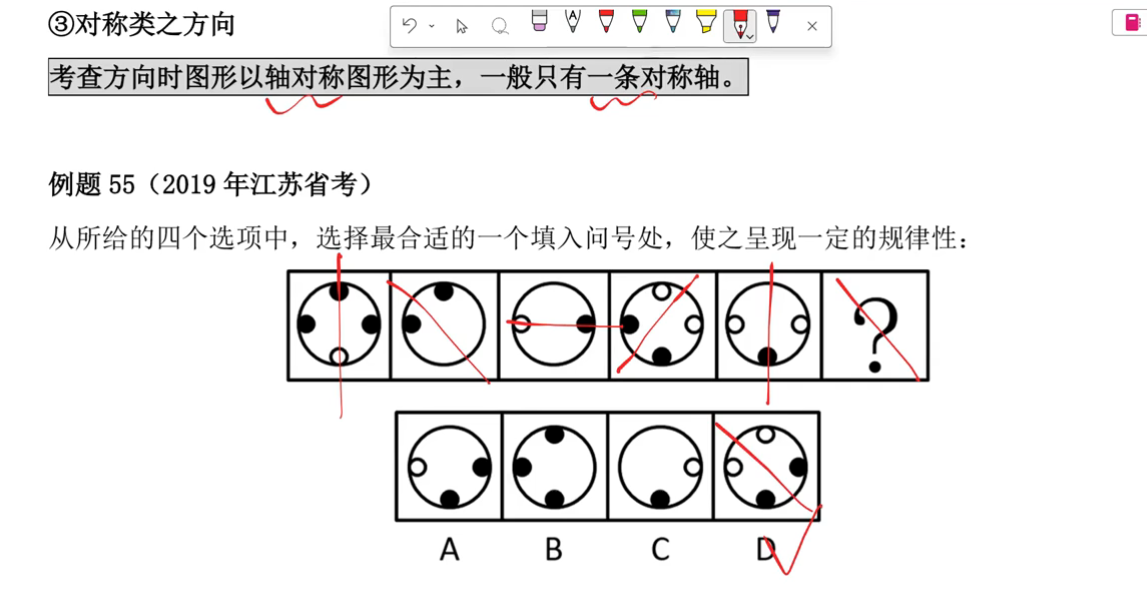 ③对称类之方向
考查方向时图形以轴对称图形为主，一般只有一条对称轴。
例题 55（2019 年江苏省考）
从所给的四个选项中，选择最合适的一个填入问号处，使之呈现一定的规律性：
?
A B C D